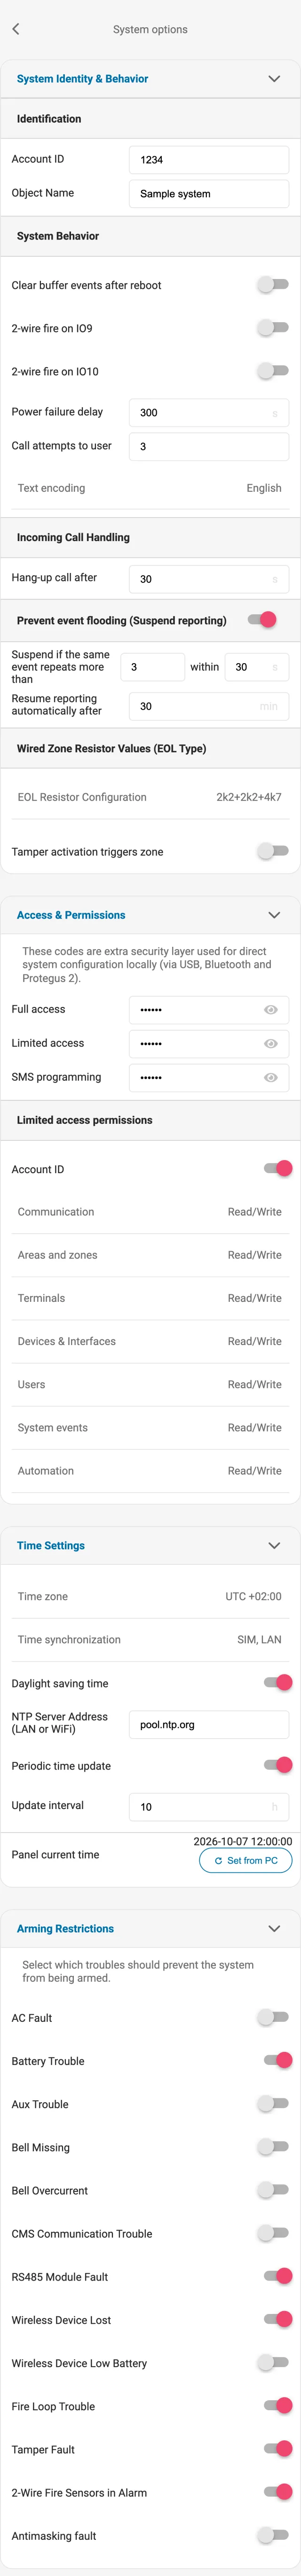 System options
System Identity & Behavior
Identification
Account ID
1234
Object Name
Sample system
System Behavior
Clear buffer events after reboot
2-wire fire on IO9
2-wire fire on IO10
Power failure delay
300
s
Call attempts to user
3
Text encoding
English
Incoming Call Handling
Hang-up call after
30
s
Prevent event flooding (Suspend reporting)
Suspend if the same
event repeats more
than
3
within
30
s
Resume reporting
automatically after
30
min
Wired Zone Resistor Values (EOL Type)
EOL Resistor Configuration
2k2+2k2+4k7
Tamper activation triggers zone
Access & Permissions
These codes are extra security layer used for direct
system configuration locally (via USB, Bluetooth and
Protegus 2).
Full access
••••••
Limited access
••••••
SMS programming
••••••
Limited access permissions
Account ID
Communication
Read/Write
Areas and zones
Read/Write
Terminals
Read/Write
Devices & Interfaces
Read/Write
Users
Read/Write
System events
Read/Write
Automation
Read/Write
Time Settings
Time zone
UTC +02:00
Time synchronization
SIM, LAN
Daylight saving time
NTP Server Address
(LAN or WiFi)
pool.ntp.org
Periodic time update
Update interval
10
h
Panel current time
2026-10-07 12:00:00
Set from PC
Arming Restrictions
Select which troubles should prevent the system
from being armed.
AC Fault
Battery Trouble
Aux Trouble
Bell Missing
Bell Overcurrent
CMS Communication Trouble
RS485 Module Fault
Wireless Device Lost
Wireless Device Low Battery
Fire Loop Trouble
Tamper Fault
2-Wire Fire Sensors in Alarm
Antimasking fault